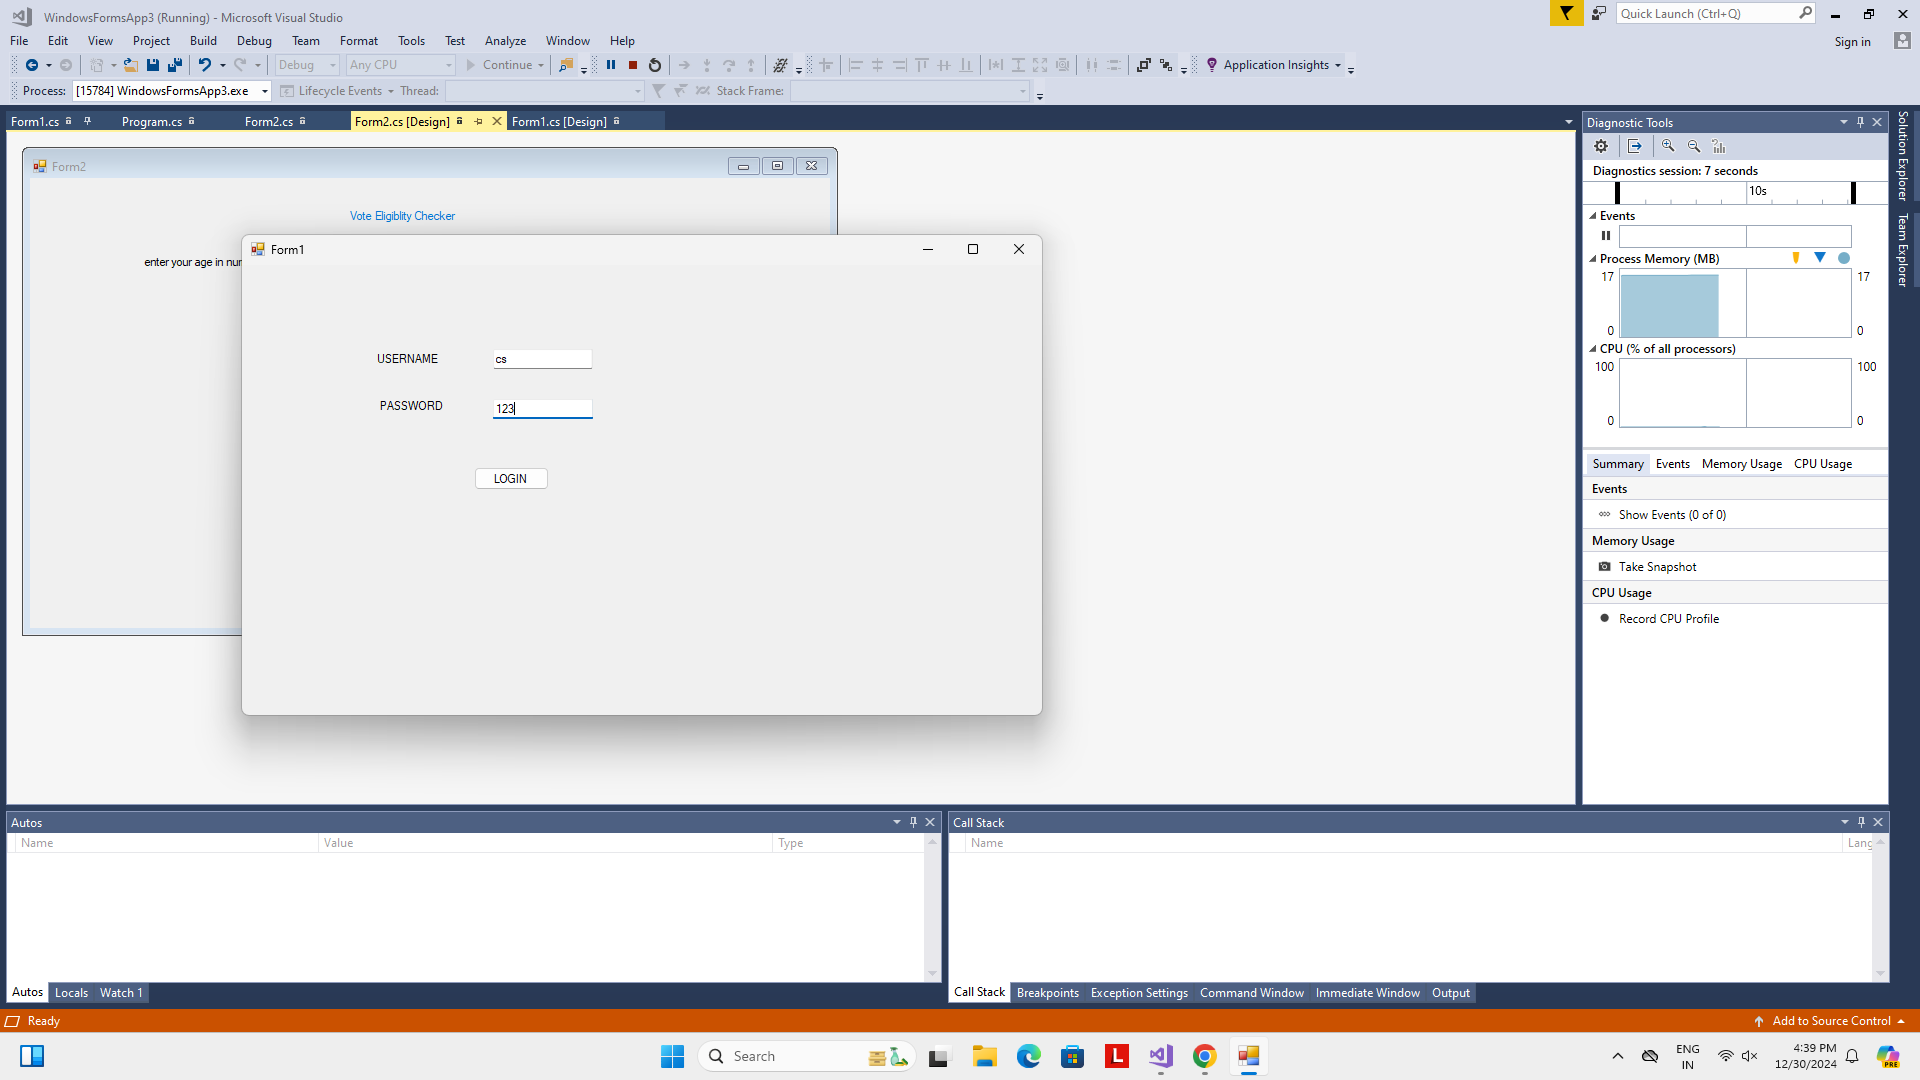 WindowsFormsApp3 (Running) - Microsoft Visual Studio
Quick Launch (Ctrl+Q)
File Edit View Project Build Debug Team Format Tools Test Analyze Window Help
Sign in
Debug Any CPU Continue Application Insights
Process: [15784] WindowsFormsApp3.exe Lifecycle Events Thread: Stack Frame:
Form1.cs Program.cs Form2.cs Form2.cs [Design] Form1.cs [Design]
Form2
Vote Eligiblity Checker
enter your age in nu
Form1
USERNAME cs
PASSWORD 123
LOGIN
Diagnostic Tools
Diagnostics session: 7 seconds
10s
Events
Process Memory (MB)
17 17
0 0
CPU (% of all processors)
100 100
0 0
Summary Events Memory Usage CPU Usage
Events
Show Events (0 of 0)
Memory Usage
Take Snapshot
CPU Usage
Record CPU Profile
Solution Explorer
Team Explorer
Autos
Name Value Type
Autos Locals Watch 1
Call Stack
Name Lang
Call Stack Breakpoints Exception Settings Command Window Immediate Window Output
Ready
Add to Source Control
Search
L
ENG
IN
4:39 PM
12/30/2024
PRE